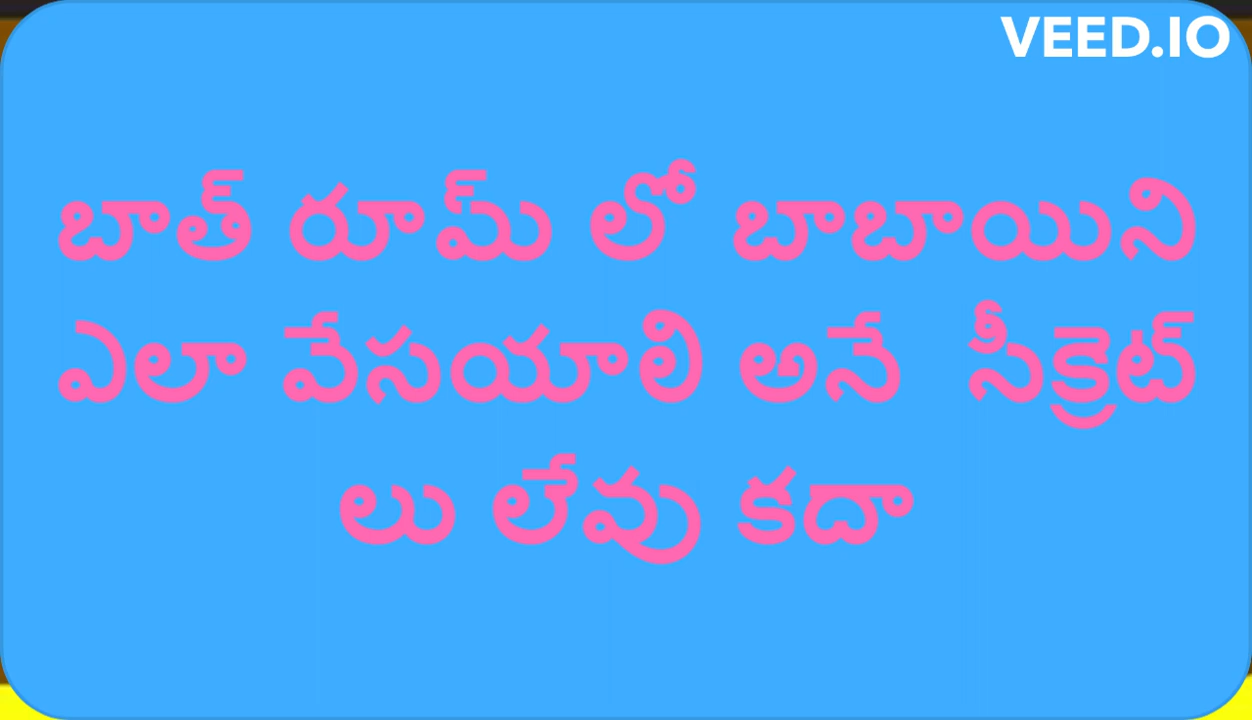 VEED.IO
బాత్ రూమ్ లో బాబాయిని
ఎలా వేసయాలి అనే సీక్రెట్
లు లేవు కదా